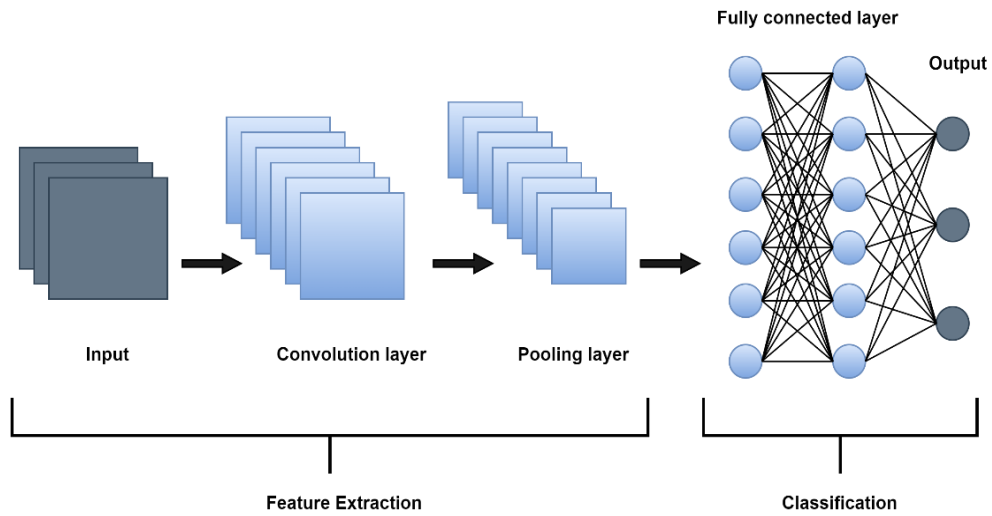 Fully connected layer
Output
Input
Convolution layer
Pooling layer
Feature Extraction
Classification